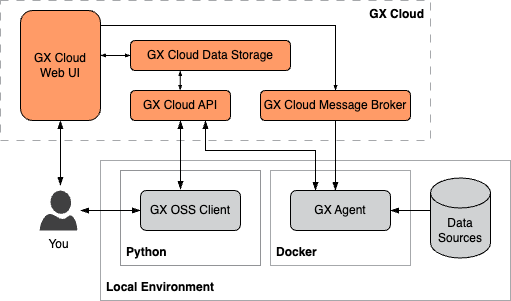 GX Cloud
GX Cloud
Web UI
GX Cloud Data Storage
GX Cloud API
GX Cloud Message Broker
GX OSS Client
GX Agent
Data
Sources
You
Python
Docker
Local Environment